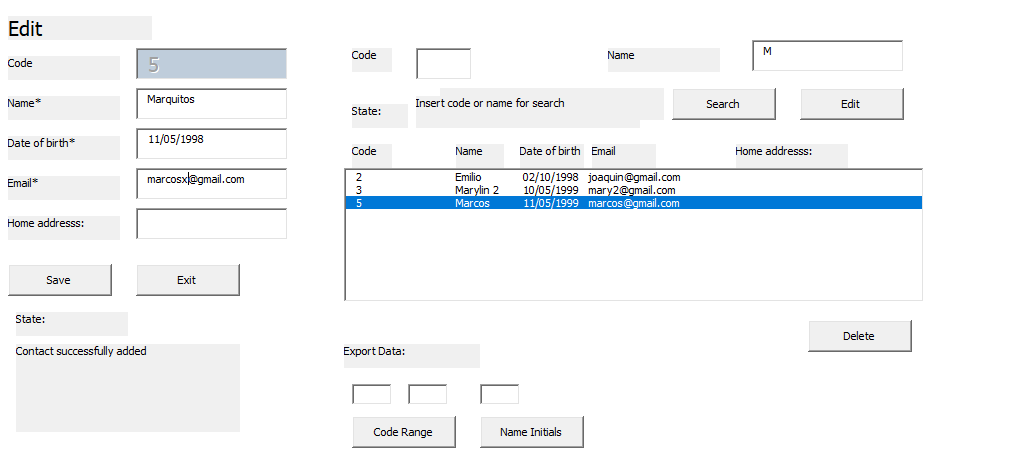 Edit
Code
5
Name*
Marquitos
Date of birth*
11/05/1998
Email*
marcosx@gmail.com
Home addresss:
Save
Exit
State:
Contact successfully added
Code
Name
M
State:
Insert code or name for search
Search
Edit
Code Name Date of birth Email Home addresss:
2 Emilio 02/10/1998 joaquin@gmail.com
3 Marylin 2 10/05/1999 mary2@gmail.com
5 Marcos 11/05/1999 marcos@gmail.com
Delete
Export Data:
Code Range
Name Initials